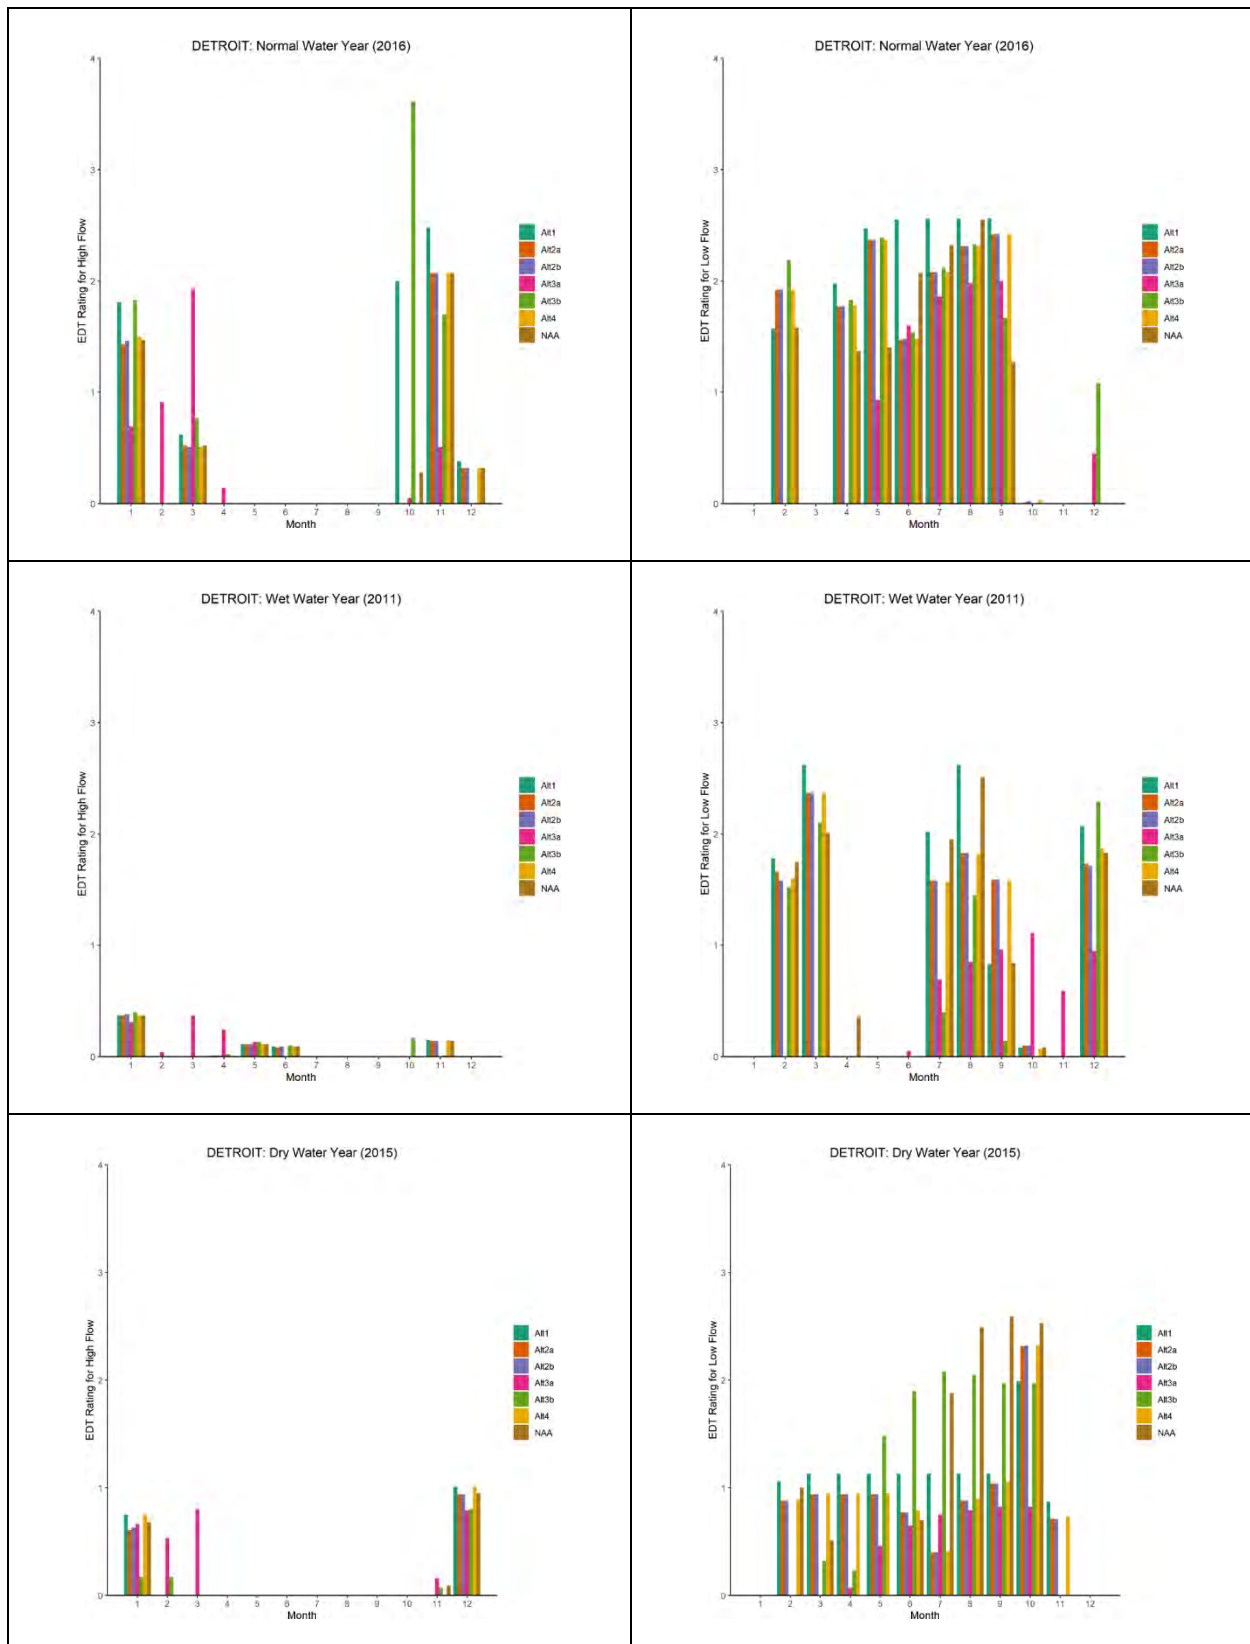 DETROIT: Normal Water Year (2016)
EDT Rating for High Flow
4
3
2
1
0
1 2 3 4 5 6 7 8 9 10 11 12
Month
Alt1
Alt2a
Alt2b
Alt3a
Alt3b
Alt4
NAA
DETROIT: Normal Water Year (2016)
EDT Rating for Low Flow
4
3
2
1
0
1 2 3 4 5 6 7 8 9 10 11 12
Month
Alt1
Alt2a
Alt2b
Alt3a
Alt3b
Alt4
NAA
DETROIT: Wet Water Year (2011)
EDT Rating for High Flow
4
3
2
1
0
1 2 3 4 5 6 7 8 9 10 11 12
Month
Alt1
Alt2a
Alt2b
Alt3a
Alt3b
Alt4
NAA
DETROIT: Wet Water Year (2011)
EDT Rating for Low Flow
4
3
2
1
0
1 2 3 4 5 6 7 8 9 10 11 12
Month
Alt1
Alt2a
Alt2b
Alt3a
Alt3b
Alt4
NAA
DETROIT: Dry Water Year (2015)
EDT Rating for High Flow
4
3
2
1
0
1 2 3 4 5 6 7 8 9 10 11 12
Month
Alt1
Alt2a
Alt2b
Alt3a
Alt3b
Alt4
NAA
DETROIT: Dry Water Year (2015)
EDT Rating for Low Flow
4
3
2
1
0
1 2 3 4 5 6 7 8 9 10 11 12
Month
Alt1
Alt2a
Alt2b
Alt3a
Alt3b
Alt4
NAA